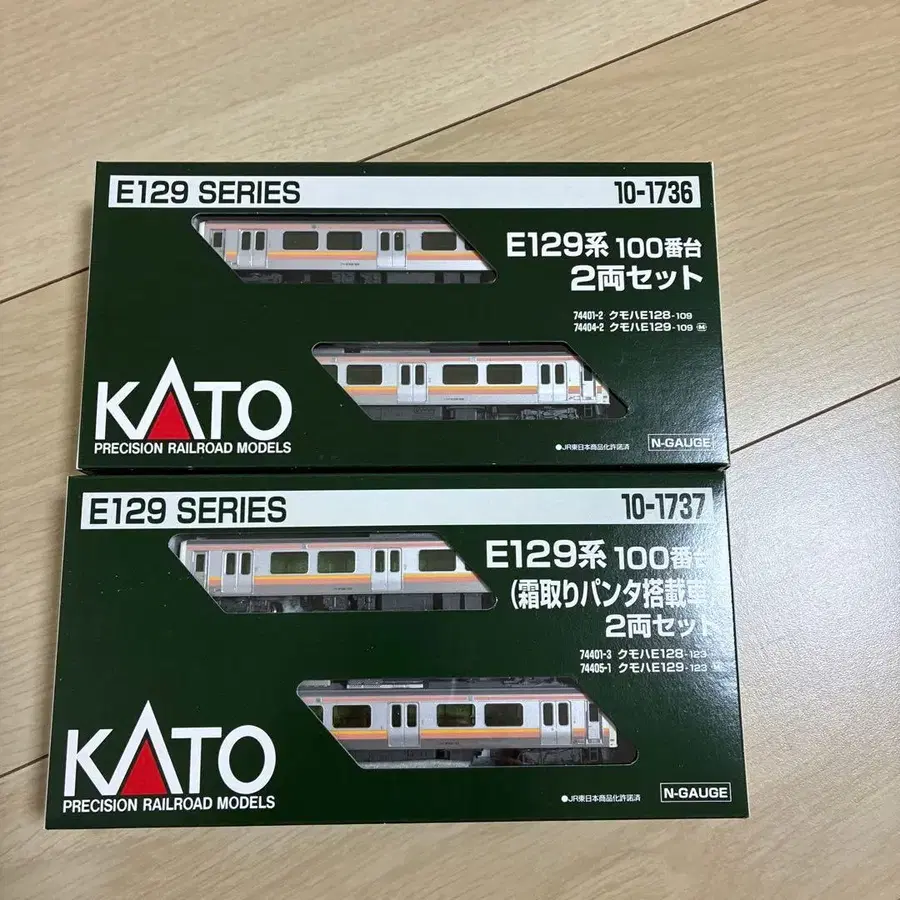 E129 SERIES 10-1736
E129系 100番台
2両セット
74401-2 クモハE128-109
74404-2 クモハE129-109 M
KATO
PRECISION RAILROAD MODELS
●JR東日本商品化許諾済 N-GAUGE
E129 SERIES 10-1737
E129系 100番台
(霜取りパンタ搭載車
2両セット
74401-3 クモハE128-123
74405-1 クモハE129-123
KATO
PRECISION RAILROAD MODELS
●JR東日本商品化許諾済 N-GAUGE